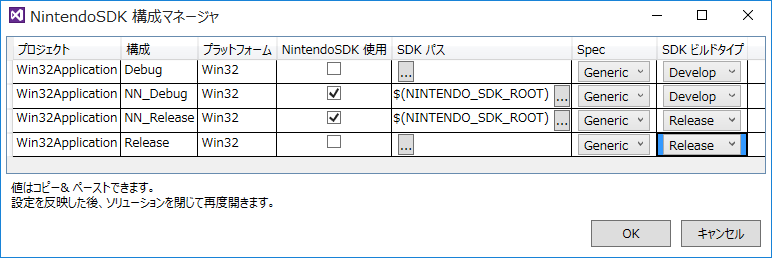 NintendoSDK 構成マネージャ
プロジェクト 構成 プラットフォーム NintendoSDK 使用 SDK パス Spec SDK ビルドタイプ
Win32Application Debug Win32 ... Generic Develop
Win32Application NN_Debug Win32 $(NINTENDO_SDK_ROOT) ... Generic Develop
Win32Application NN_Release Win32 $(NINTENDO_SDK_ROOT) ... Generic Release
Win32Application Release Win32 ... Generic Release
値はコピー& ペーストできます。
設定を反映した後、ソリューションを閉じて再度開きます。
OK キャンセル